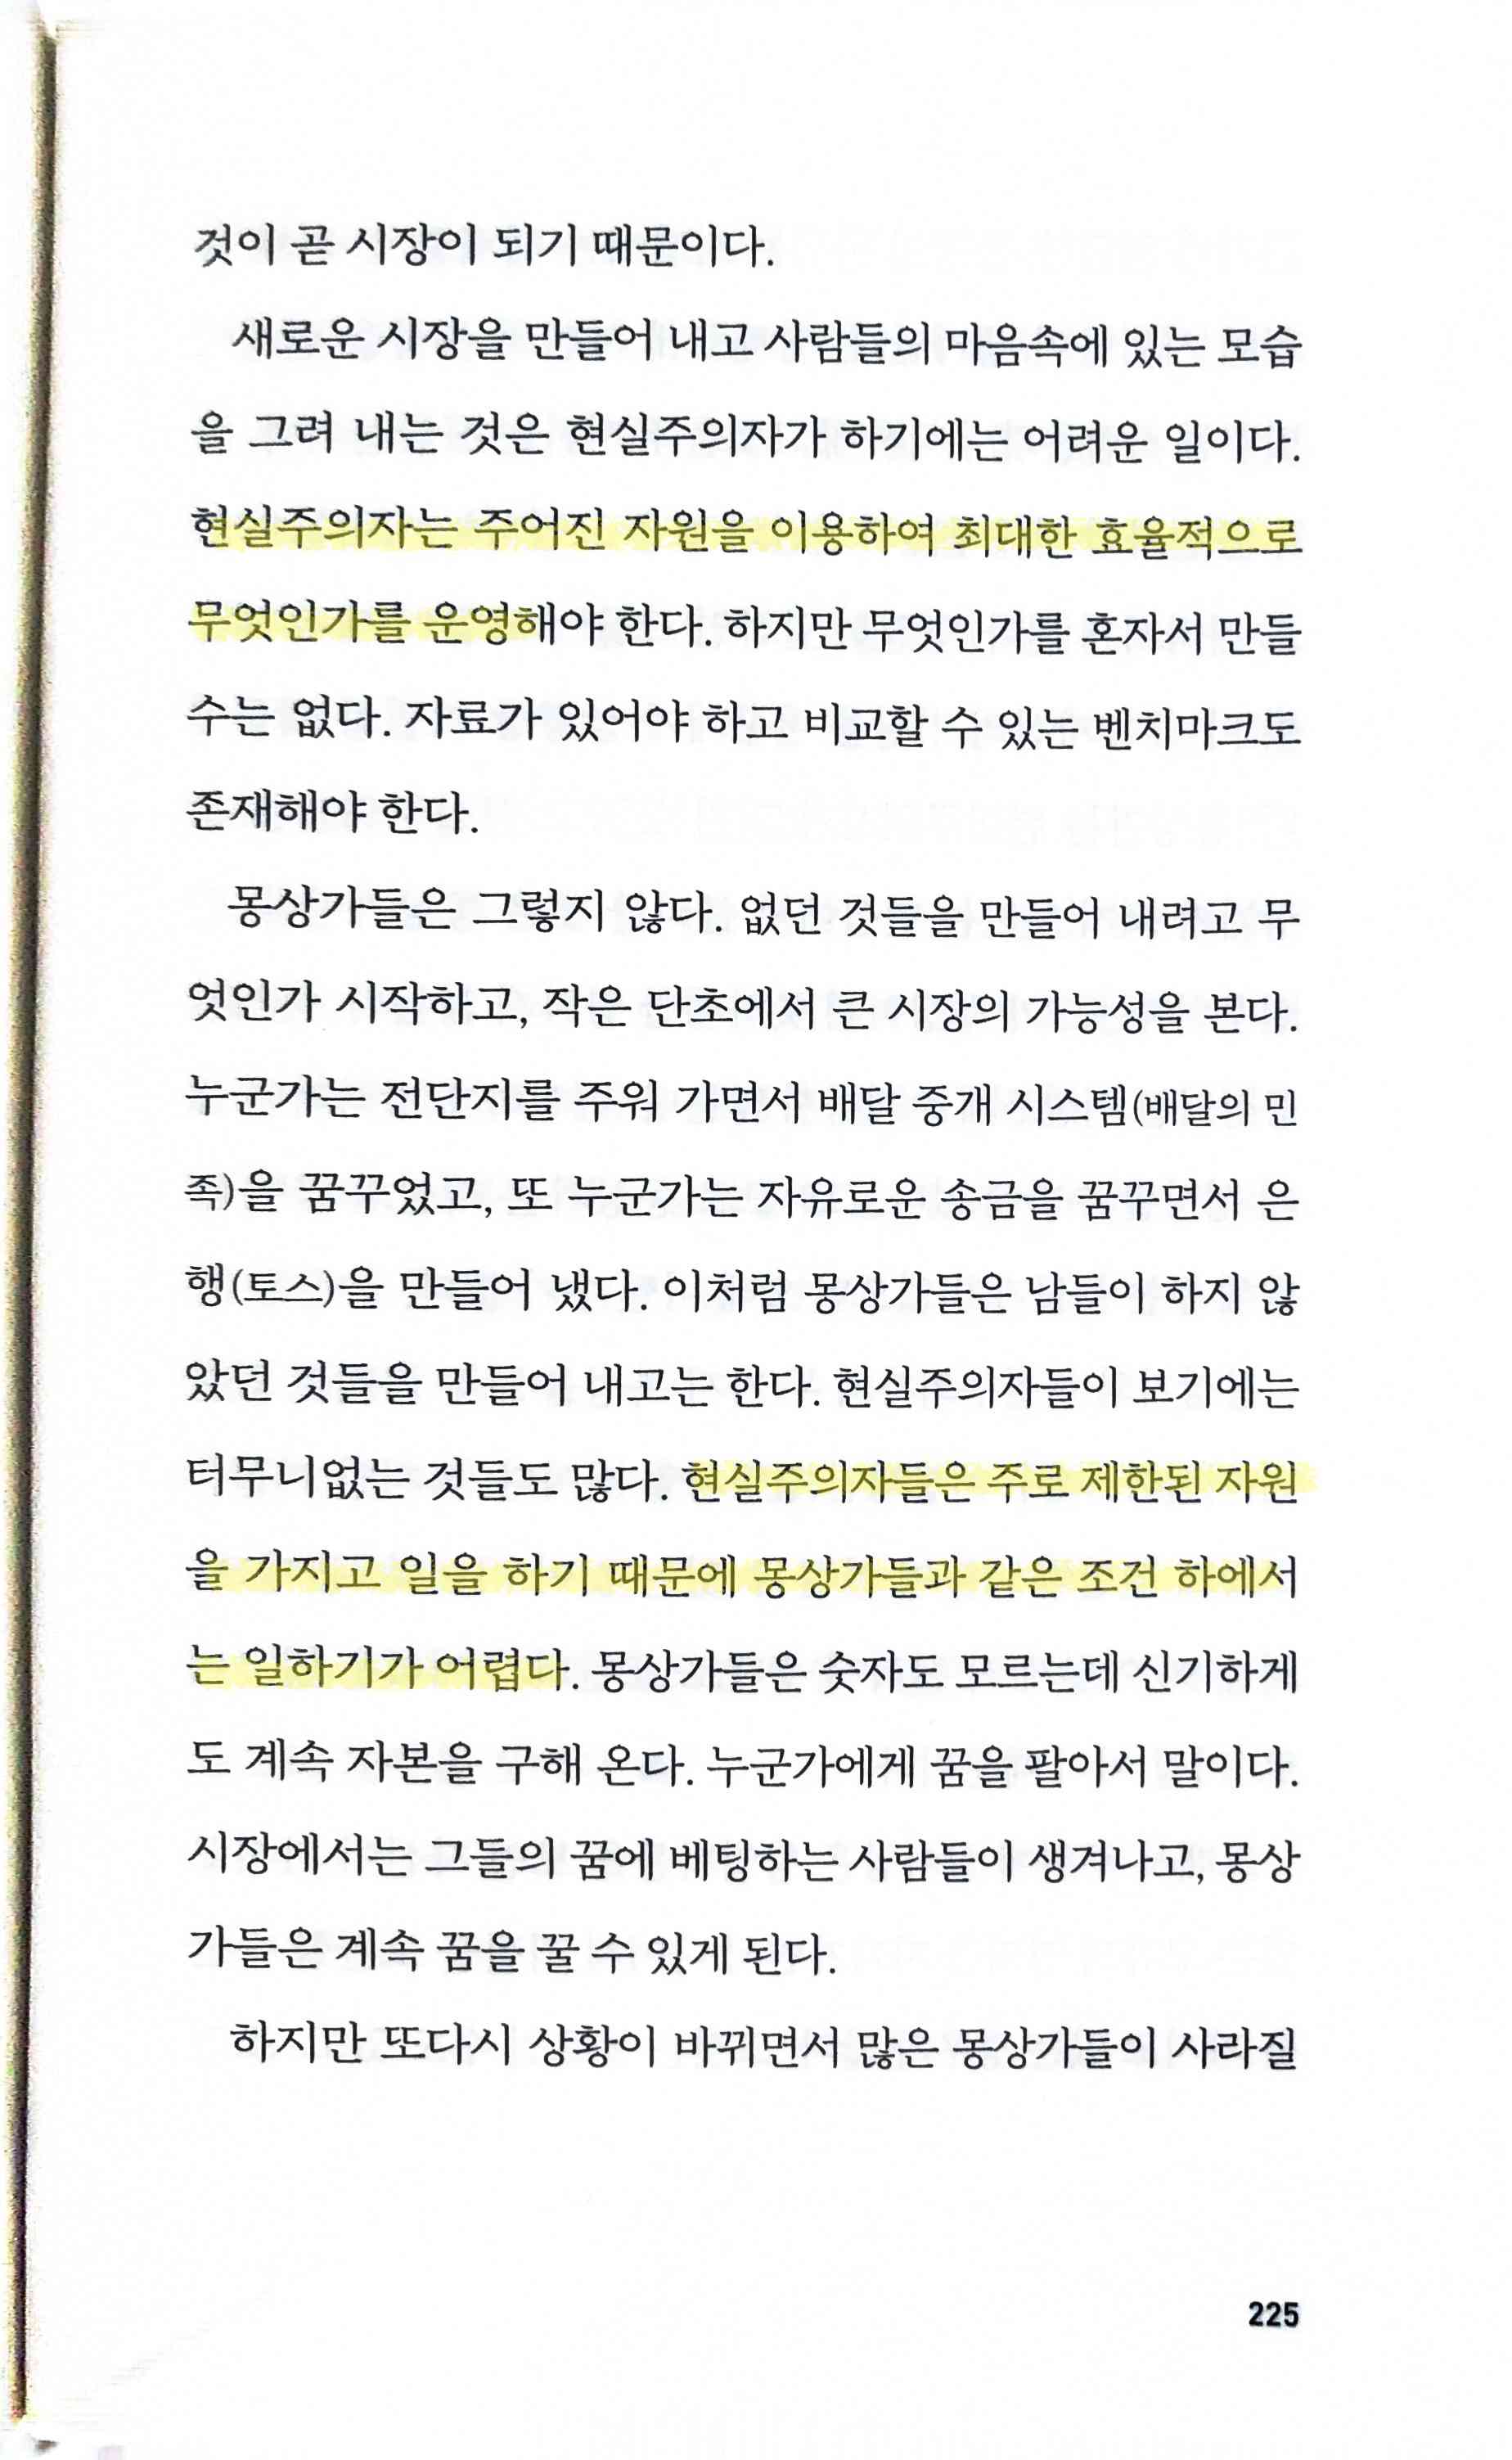 것이 곧 시장이 되기 때문이다.
새로운 시장을 만들어 내고 사람들의 마음속에 있는 모습
을 그려 내는 것은 현실주의자가 하기에는 어려운 일이다.
현실주의자는 주어진 자원을 이용하여 최대한 효율적으로
무엇인가를 운영해야 한다. 하지만 무엇인가를 혼자서 만들
수는 없다. 자료가 있어야 하고 비교할 수 있는 벤치마크도
존재해야 한다.
몽상가들은 그렇지 않다. 없던 것들을 만들어 내려고 무
엇인가 시작하고, 작은 단초에서 큰 시장의 가능성을 본다.
누군가는 전단지를 주워 가면서 배달 중개 시스템(배달의 민
족)을 꿈꾸었고, 또 누군가는 자유로운 송금을 꿈꾸면서 은
행(토스)을 만들어 냈다. 이처럼 몽상가들은 남들이 하지 않
았던 것들을 만들어 내고는 한다. 현실주의자들이 보기에는
터무니없는 것들도 많다. 현실주의자들은 주로 제한된 자원
을 가지고 일을 하기 때문에 몽상가들과 같은 조건 하에서
는 일하기가 어렵다. 몽상가들은 숫자도 모르는데 신기하게
도 계속 자본을 구해 온다. 누군가에게 꿈을 팔아서 말이다.
시장에서는 그들의 꿈에 베팅하는 사람들이 생겨나고, 몽상
가들은 계속 꿈을 꿀 수 있게 된다.
하지만 또다시 상황이 바뀌면서 많은 몽상가들이 사라질
225